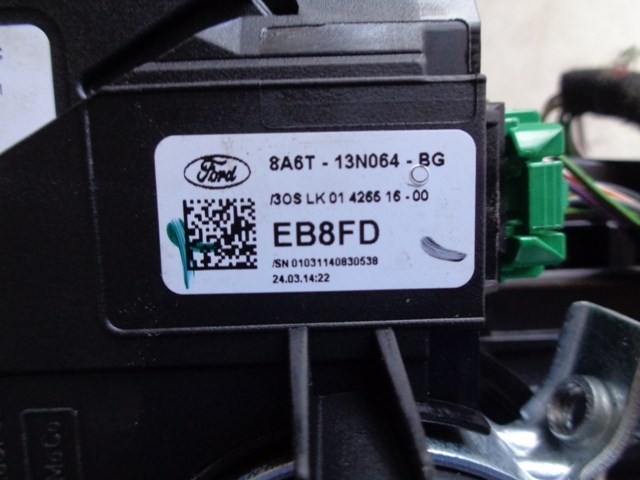 Ford
8A6T - 13N064 - BG
/3OS LK 01 4265 16 - 00
EB8FD
/SN 01031140830538
24.03.14:22